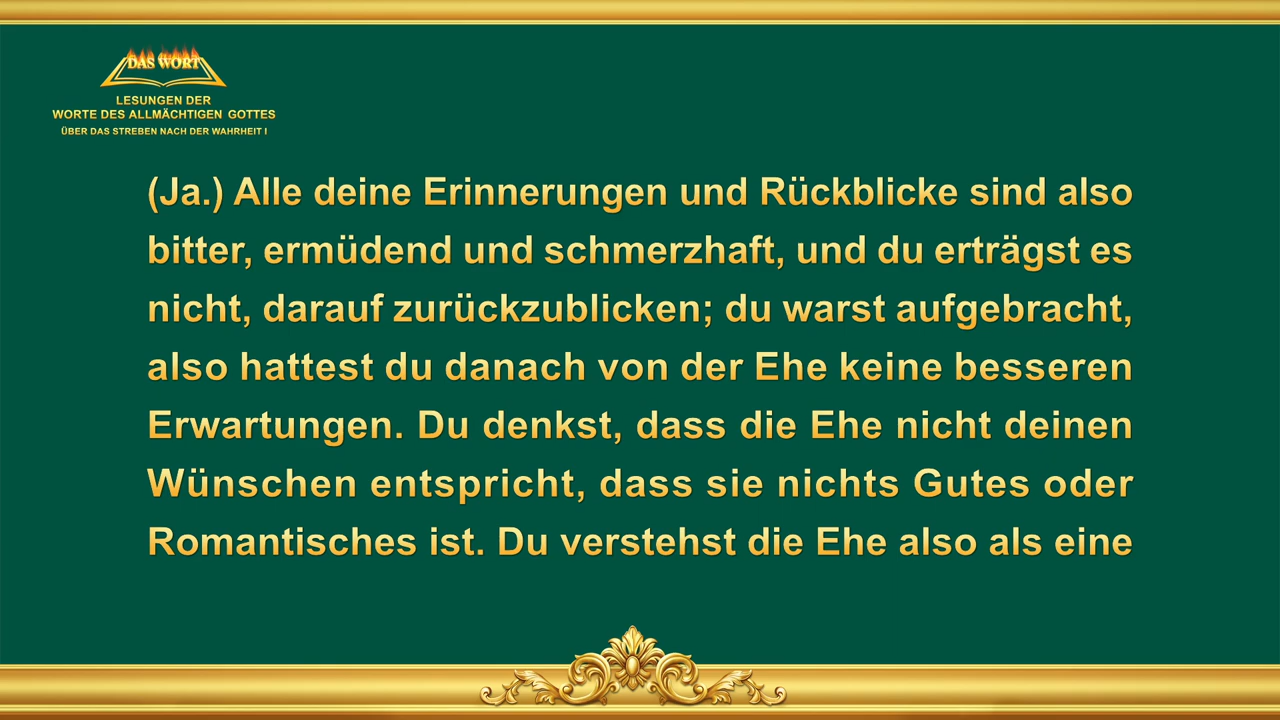 DAS WORT
LESUNGEN DER
WORTE DES ALLMÄCHTIGEN GOTTES
ÜBER DAS STREBEN NACH DER WAHRHEIT I
(Ja.) Alle deine Erinnerungen und Rückblicke sind also
bitter, ermüdend und schmerzhaft, und du erträgst es
nicht, darauf zurückzublicken; du warst aufgebracht,
also hattest du danach von der Ehe keine besseren
Erwartungen. Du denkst, dass die Ehe nicht deinen
Wünschen entspricht, dass sie nichts Gutes oder
Romantisches ist. Du verstehst die Ehe also als eine